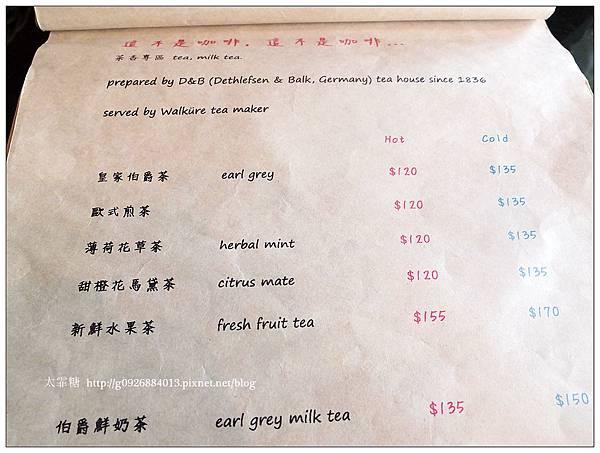 這不是咖啡，這不是咖啡...
茶香專區 tea, milk tea.
prepared by D&B (Dethlefsen & Balk, Germany) tea house since 1836
served by Walküre tea maker
Hot Cold
皇家伯爵茶 earl grey $120 $135
歐式煎茶 $120 $135
薄荷花草茶 herbal mint $120 $135
甜橙花馬黛茶 citrus mate $120 $135
新鮮水果茶 fresh fruit tea $155 $170
太霏糖 http://g0926884013.pixnet.net/blog
伯爵鮮奶茶 earl grey milk tea $135 $150